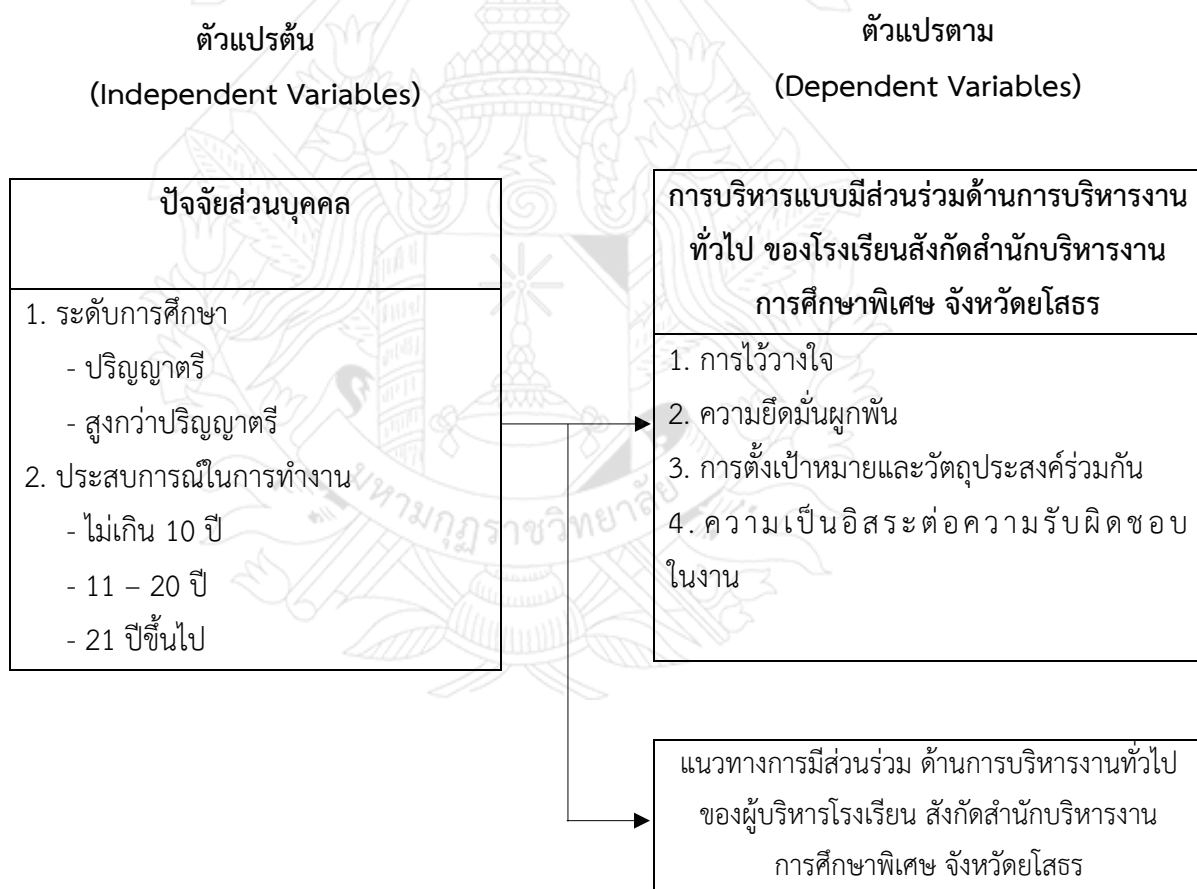 ตัวแปรต้น
(Independent Variables)
ตัวแปรตาม
(Dependent Variables)
ปัจจัยส่วนบุคคล
1. ระดับการศึกษา
- ปริญญาตรี
- สูงกว่าปริญญาตรี
2. ประสบการณ์ในการทำงาน
- ไม่เกิน 10 ปี
- 11 – 20 ปี
- 21 ปีขึ้นไป
การบริหารแบบมีส่วนร่วมด้านการบริหารงาน
ทั่วไป ของโรงเรียนสังกัดสำนักบริหารงาน
การศึกษาพิเศษ จังหวัดยโสธร
1. การไว้วางใจ
2. ความยึดมั่นผูกพัน
3. การตั้งเป้าหมายและวัตถุประสงค์ร่วมกัน
4. ความเป็นอิสระต่อความรับผิดชอบ
ในงาน
แนวทางการมีส่วนร่วม ด้านการบริหารงานทั่วไป
ของผู้บริหารโรงเรียน สังกัดสำนักบริหารงาน
การศึกษาพิเศษ จังหวัดยโสธร
มหามกุฏราชวิทยาลัย